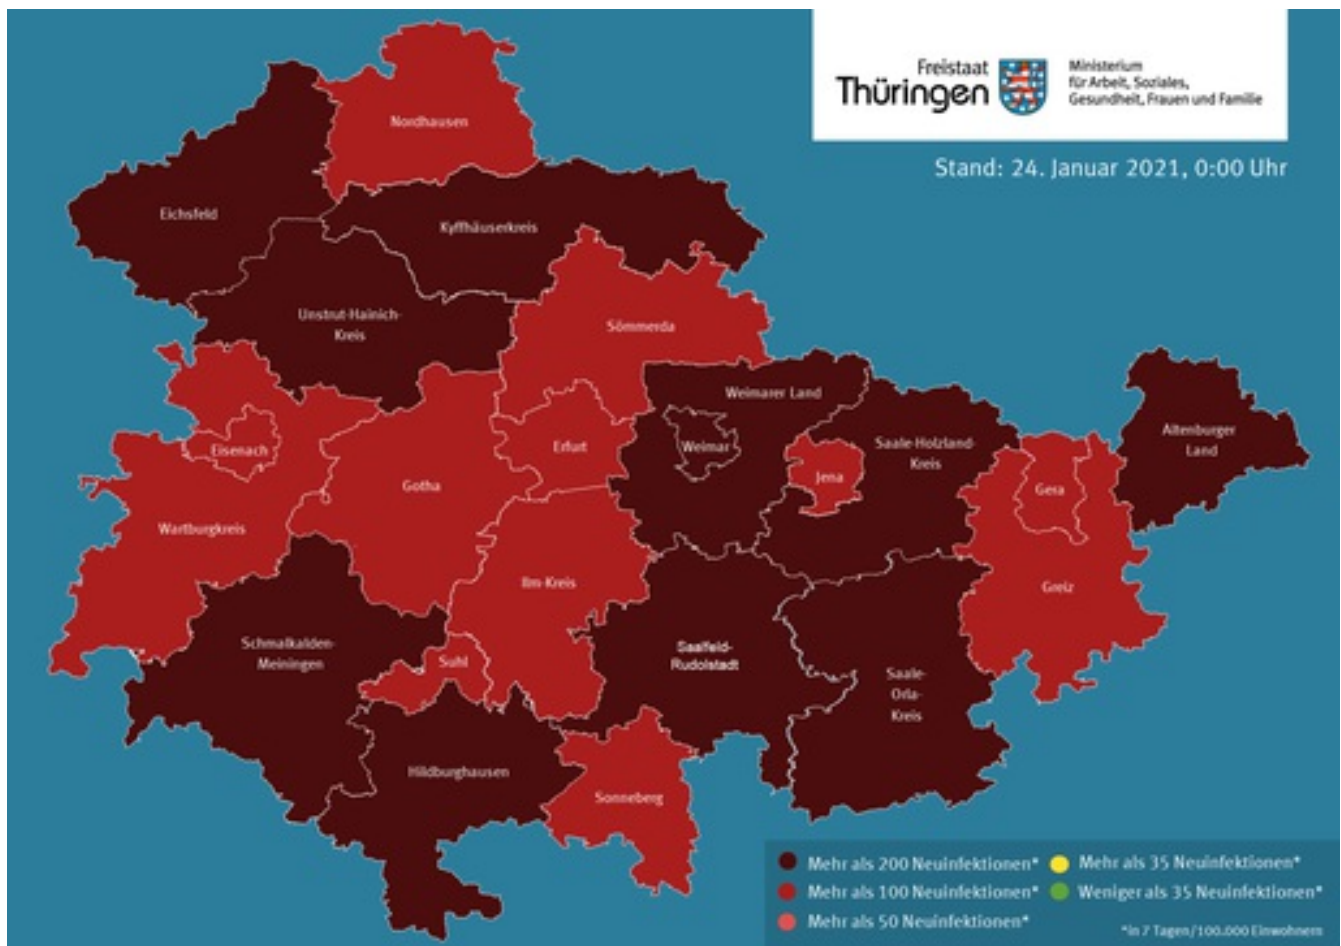 Freistaat
Thüringen
Ministerium
für Arbeit, Soziales,
Gesundheit, Frauen und Familie
Stand: 24. Januar 2021, 0:00 Uhr
Nordhausen
Eichsfeld
Kyffhäuserkreis
Unstrut-Hainich-
Kreis
Sömmerda
Weimarer Land
Altenburger
Land
Eisenach
Erfurt
Weimar
Saale-Holzland-
Kreis
Jena
Gotha
Gera
Wartburgkreis
Ilm-Kreis
Greiz
Schmalkalden-
Meiningen
Suhl
Saalfeld-
Rudolstadt
Saale-
Orla-
Kreis
Hildburghausen
Sonneberg
Mehr als 200 Neuinfektionen*
Mehr als 100 Neuinfektionen*
Mehr als 50 Neuinfektionen*
Mehr als 35 Neuinfektionen*
Weniger als 35 Neuinfektionen*
*in 7 Tagen/100.000 Einwohnern